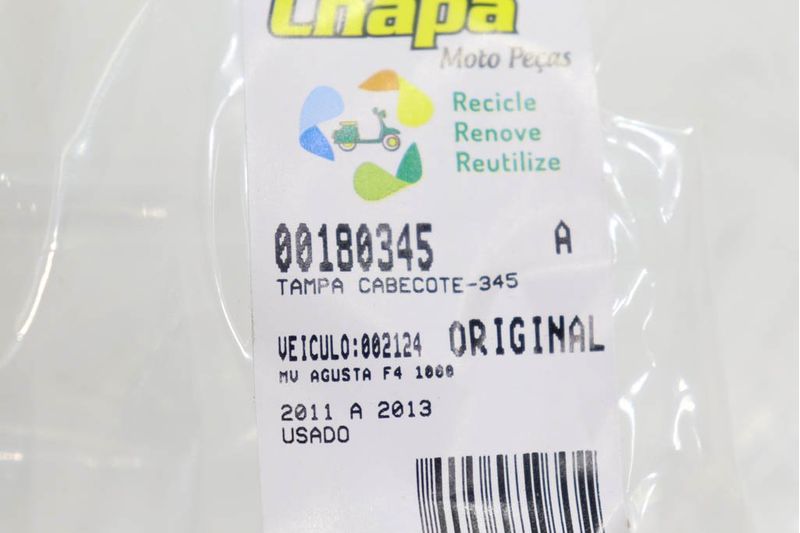 Chapa
Moto Peças
Recicle
Renove
Reutilize
00180345 A
TAMPA CABECOTE-345
VEICULO:002124 ORIGINAL
MV AGUSTA F4 1000
2011 A 2013
USADO